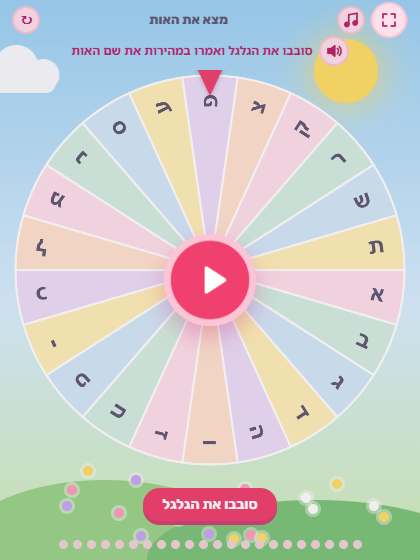 מצא את האות
סובבו את הגלגל ואמרו במהירות את שם האות
א
ב
ג
ד
ה
ו
ז
ח
ט
י
כ
ל
מ
נ
ס
ע
פ
צ
ק
ר
ש
ת
סובבו את הגלגל